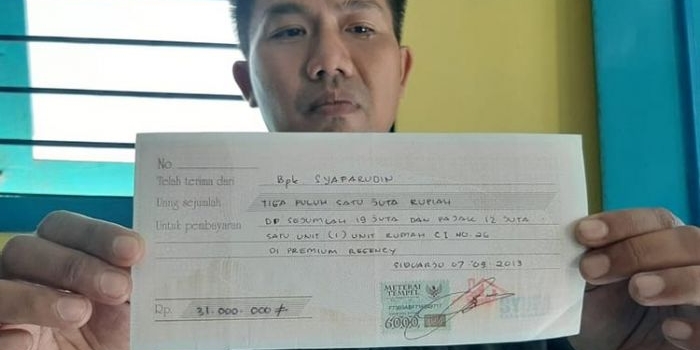 No
Telah terima dari Bpk SYAFARUDIN
Uang sejumlah TIGA PULUH SATU JUTA RUPIAH
Untuk pembayaran DP SEJUMLAH 19 JUTA DAN PAJAK 12 JUTA
SATU UNIT (1) UNIT RUMAH CI NO. 26
DI PREMIUM REGENCY
SIDOARJO 07 '09 2013
METERAI
TEMPEL
Rp. 31.000.000
6000